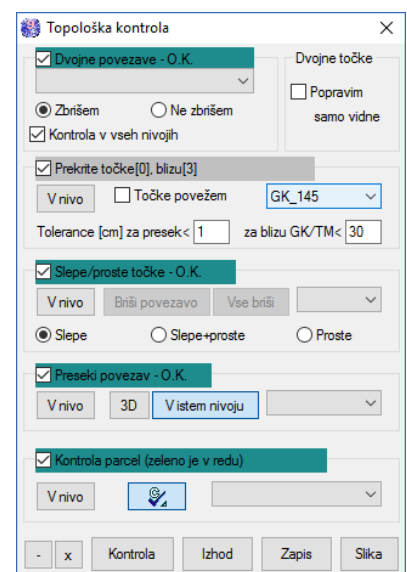 Topološka kontrola
Dvojne povezave - O.K.
Zbrišem Ne zbrišem
Kontrola v vseh nivojih
Dvojne točke
Popravim
samo vidne
Prekrite točke[0], blizu[3]
V nivo Točke povežem GK_145
Tolerance [cm] za presek< 1 za blizu GK/TM< 30
Slepe/proste točke - O.K.
V nivo Briši povezavo Vse briši
Slepe Slepe+proste Proste
Preseki povezav - O.K.
V nivo 3D V istem nivoju
Kontrola parcel (zeleno je v redu)
V nivo
- x Kontrola Izhod Zapis Slika